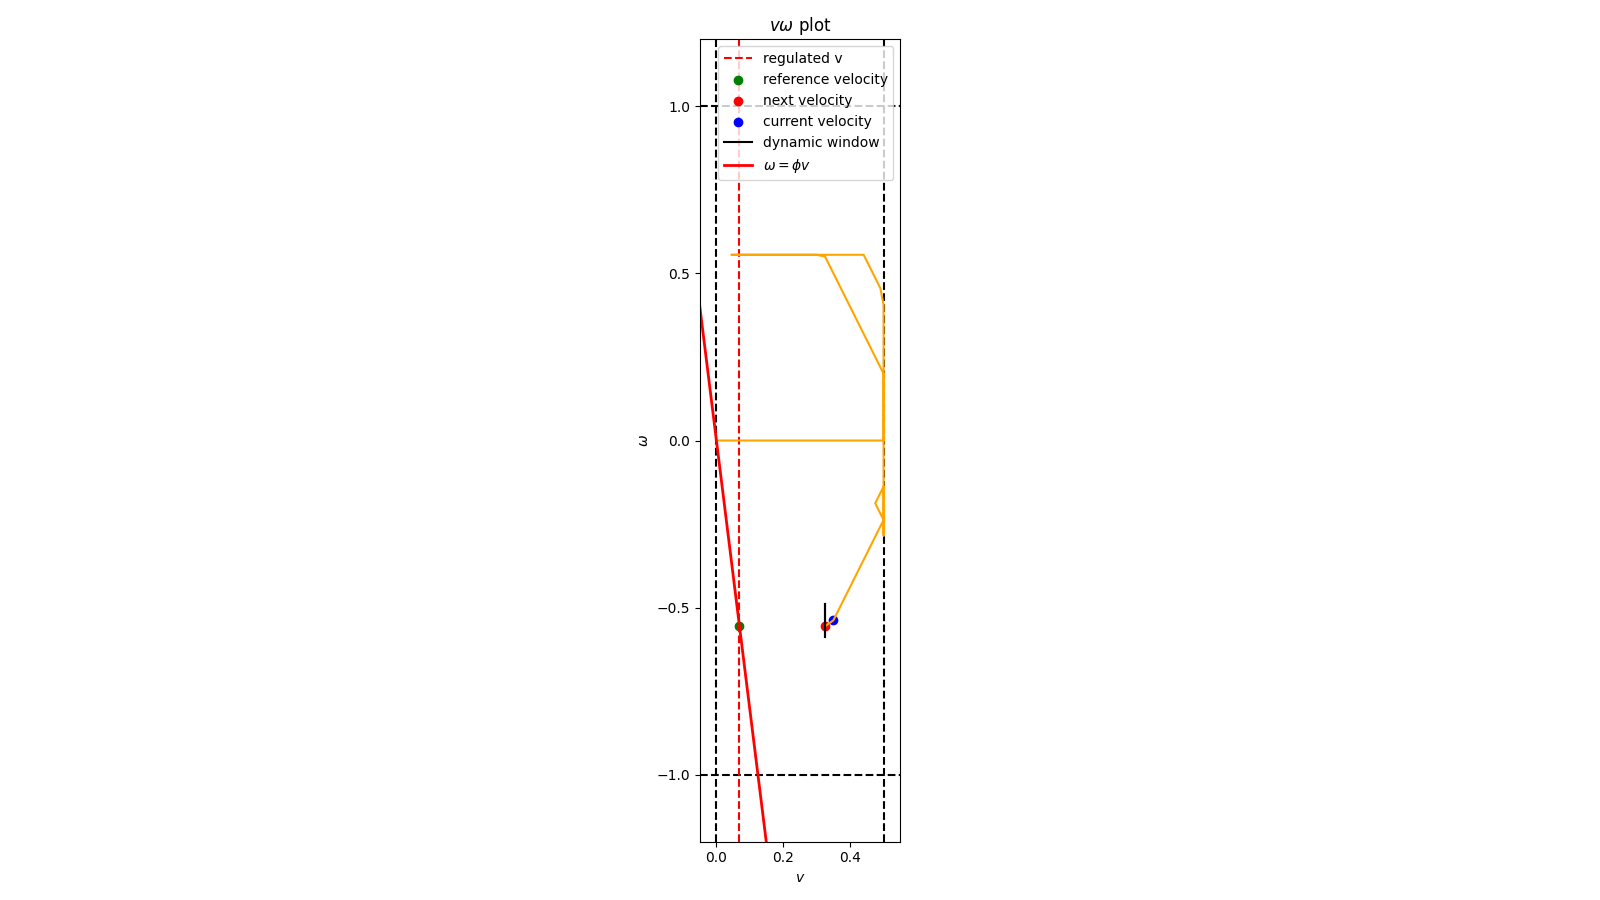 vω plot
regulated v
reference velocity
next velocity
current velocity
dynamic window
ω = ϕv
1.0
0.5
0.0
−0.5
−1.0
ω
0.0 0.2 0.4
v